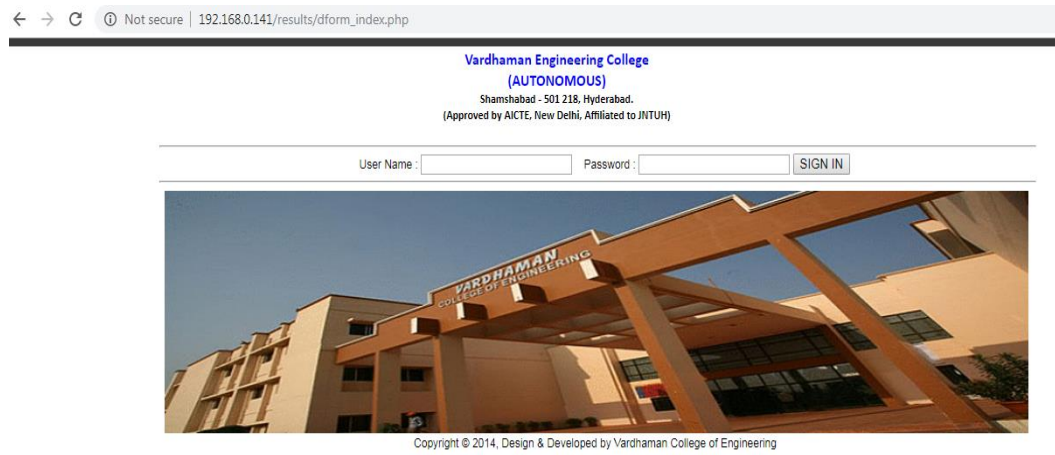 Not secure | 192.168.0.141/results/dform_index.php
Vardhaman Engineering College
(AUTONOMOUS)
Shamshabad - 501 218, Hyderabad.
(Approved by AICTE, New Delhi, Affiliated to JNTUH)
User Name : Password : SIGN IN
VARDHAMAN
COLLEGE OF ENGINEERING
Copyright © 2014, Design & Developed by Vardhaman College of Engineering